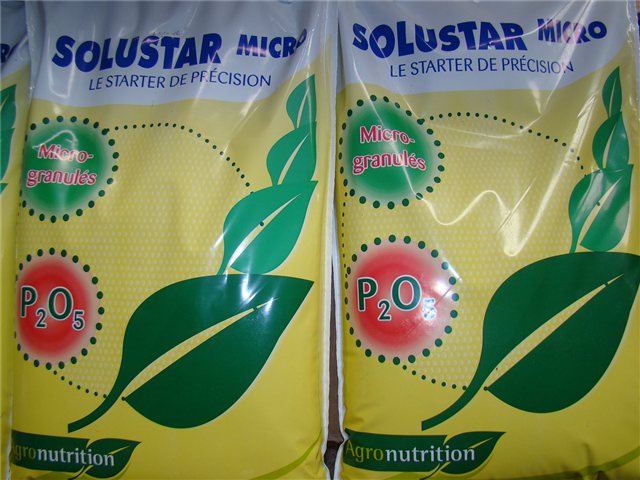 SOLUSTAR MICRO
LE STARTER DE PRÉCISION
Micro-
granulés
P2O5
Agronutrition
SOLUSTAR MICRO
LE STARTER DE PRÉCISION
Micro-
granulés
P2O5
Agronutrition